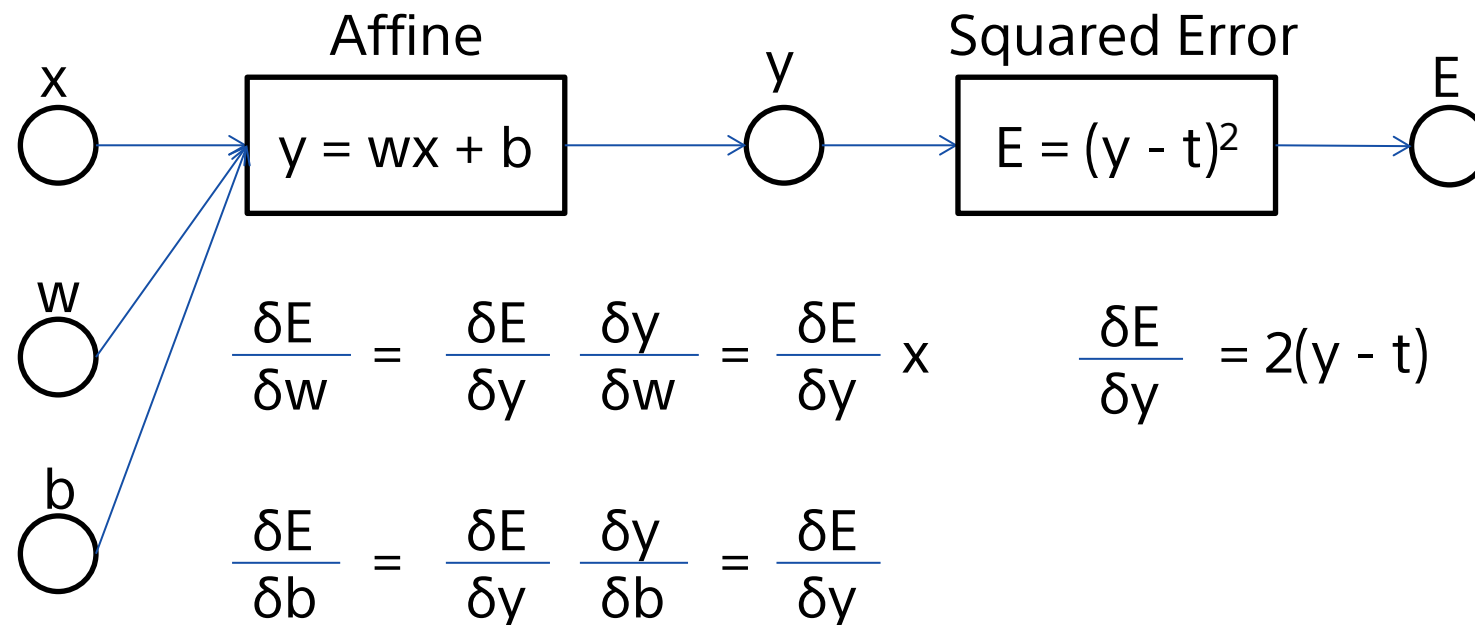 Affine
Squared Error
x
y
E
y = wx + b
E = (y - t)²
w
δE/δw = δE/δy δy/δw = δE/δy x
δE/δy = 2(y - t)
b
δE/δb = δE/δy δy/δb = δE/δy